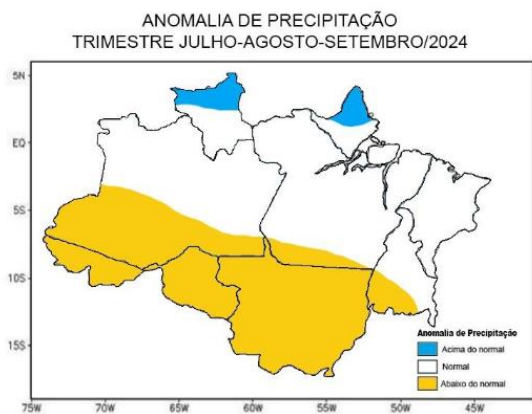 ANOMALIA DE PRECIPITAÇÃO
TRIMESTRE JULHO-AGOSTO-SETEMBRO/2024
5N
EQ
5S
10S
15S
Anomalia de Precipitação
Acima do normal
Normal
Abaixo do normal
75W 70W 65W 60W 55W 50W 45W